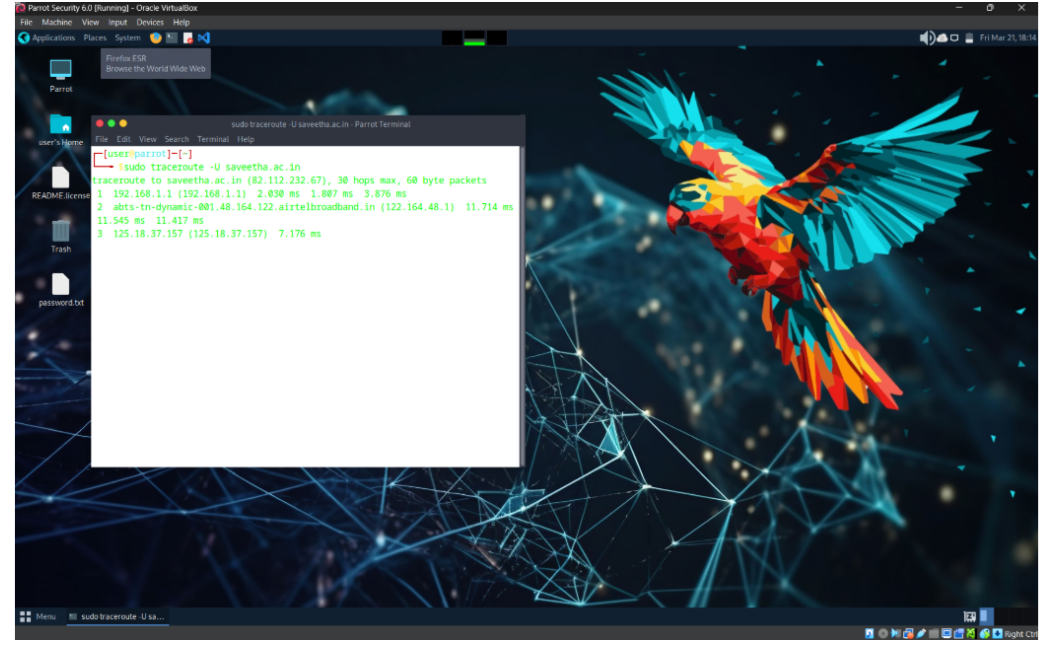 Parrot Security 6.0 [Running] - Oracle VirtualBox
File Machine View Input Devices Help
Applications Places System
Fri Mar 21, 18:14
Firefox ESR
Browse the World Wide Web
Parrot
user's Home
README.license
Trash
password.txt
sudo traceroute -U saveetha.ac.in - Parrot Terminal
File Edit View Search Terminal Help
[user@parrot]-[~]
$sudo traceroute -U saveetha.ac.in
traceroute to saveetha.ac.in (82.112.232.67), 30 hops max, 60 byte packets
1 192.168.1.1 (192.168.1.1) 2.030 ms 1.807 ms 3.876 ms
2 abts-tn-dynamic-001.48.164.122.airtelbroadband.in (122.164.48.1) 11.714 ms
11.545 ms 11.417 ms
3 125.18.37.157 (125.18.37.157) 7.176 ms
Menu sudo traceroute -U sa...
Right Ctrl